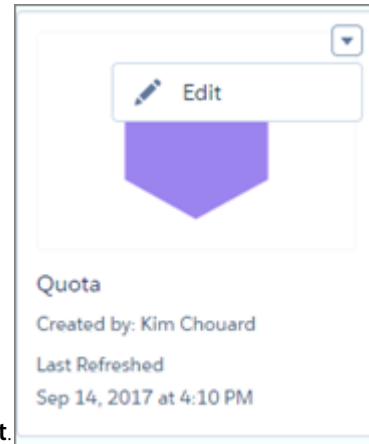 Edit
Quota
Created by: Kim Chouard
Last Refreshed
Sep 14, 2017 at 4:10 PM
t.